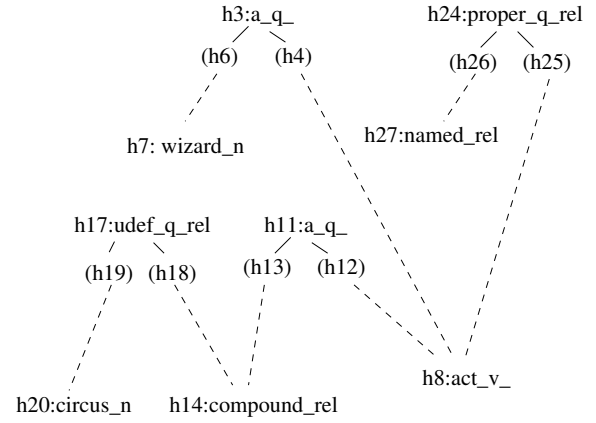 h3:a_q_ h24:proper_q_rel
(h6) (h4) (h26) (h25)
h7: wizard_n h27:named_rel
h17:udef_q_rel h11:a_q_
(h19) (h18) (h13) (h12)
h8:act_v_
h20:circus_n h14:compound_rel